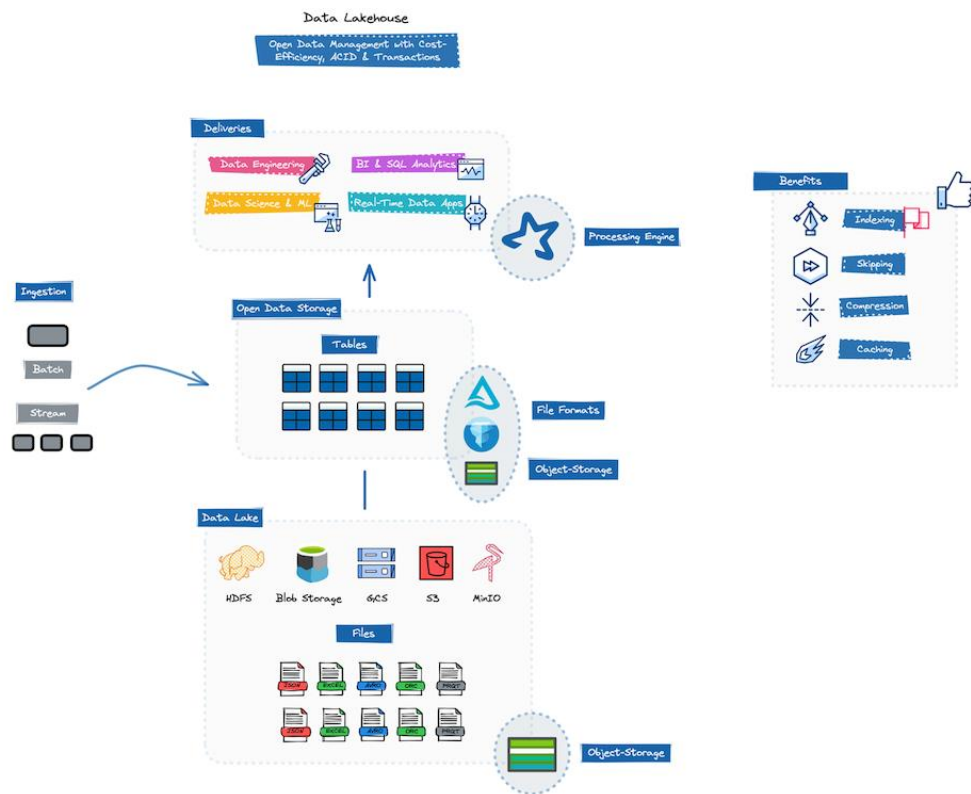 Data Lakehouse
Open Data Management with Cost-
Efficiency, ACID & Transactions
Deliveries
Data Engineering
BI & SQL Analytics
Data Science & ML
Real-Time Data Apps
Processing Engine
Benefits
Indexing
Skipping
Compression
Caching
Ingestion
Batch
Stream
Open Data Storage
Tables
File Formats
Object-Storage
Data Lake
HDFS
Blob Storage
GCS
S3
MinIO
Files
JSON
EXCEL
AVRO
ORC
PRQT
JSON
EXCEL
AVRO
ORC
PRQT
Object-Storage